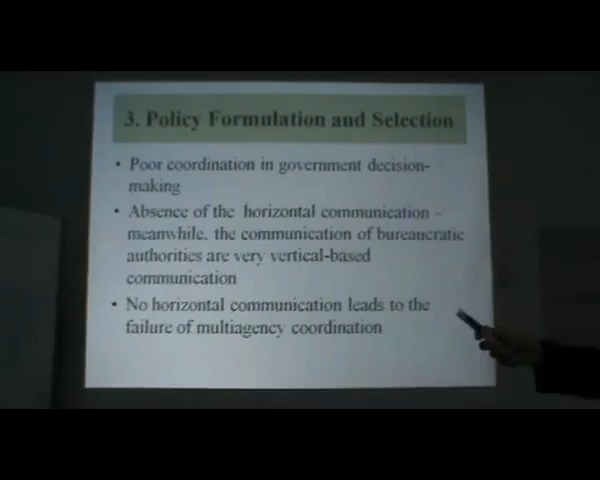 3. Policy Formulation and Selection
• Poor coordination in government decision-
making
• Absence of the horizontal communication –
meanwhile, the communication of bureaucratic
authorities are very vertical-based
communication
• No horizontal communication leads to the
failure of multiagency coordination